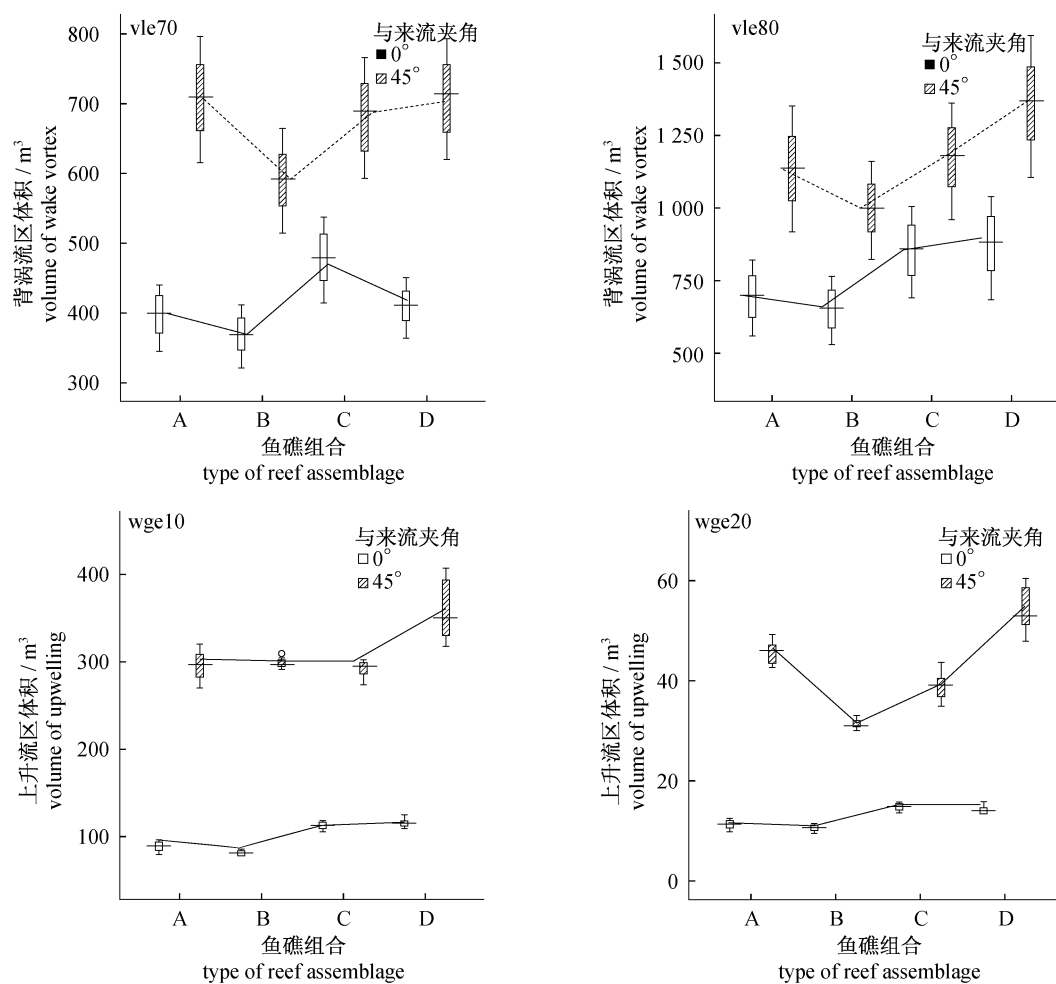 vle70
与来流夹角
0°
45°
800
700
600
500
400
300
背涡流区体积 / m³
volume of wake vortex
A B C D
鱼礁组合
type of reef assemblage
vle80
与来流夹角
0°
45°
1 500
1 250
1 000
750
500
背涡流区体积 / m³
volume of wake vortex
A B C D
鱼礁组合
type of reef assemblage
wge10
与来流夹角
0°
45°
400
300
200
100
上升流区体积 / m³
volume of upwelling
A B C D
鱼礁组合
type of reef assemblage
wge20
与来流夹角
0°
45°
60
40
20
0
上升流区体积 / m³
volume of upwelling
A B C D
鱼礁组合
type of reef assemblage